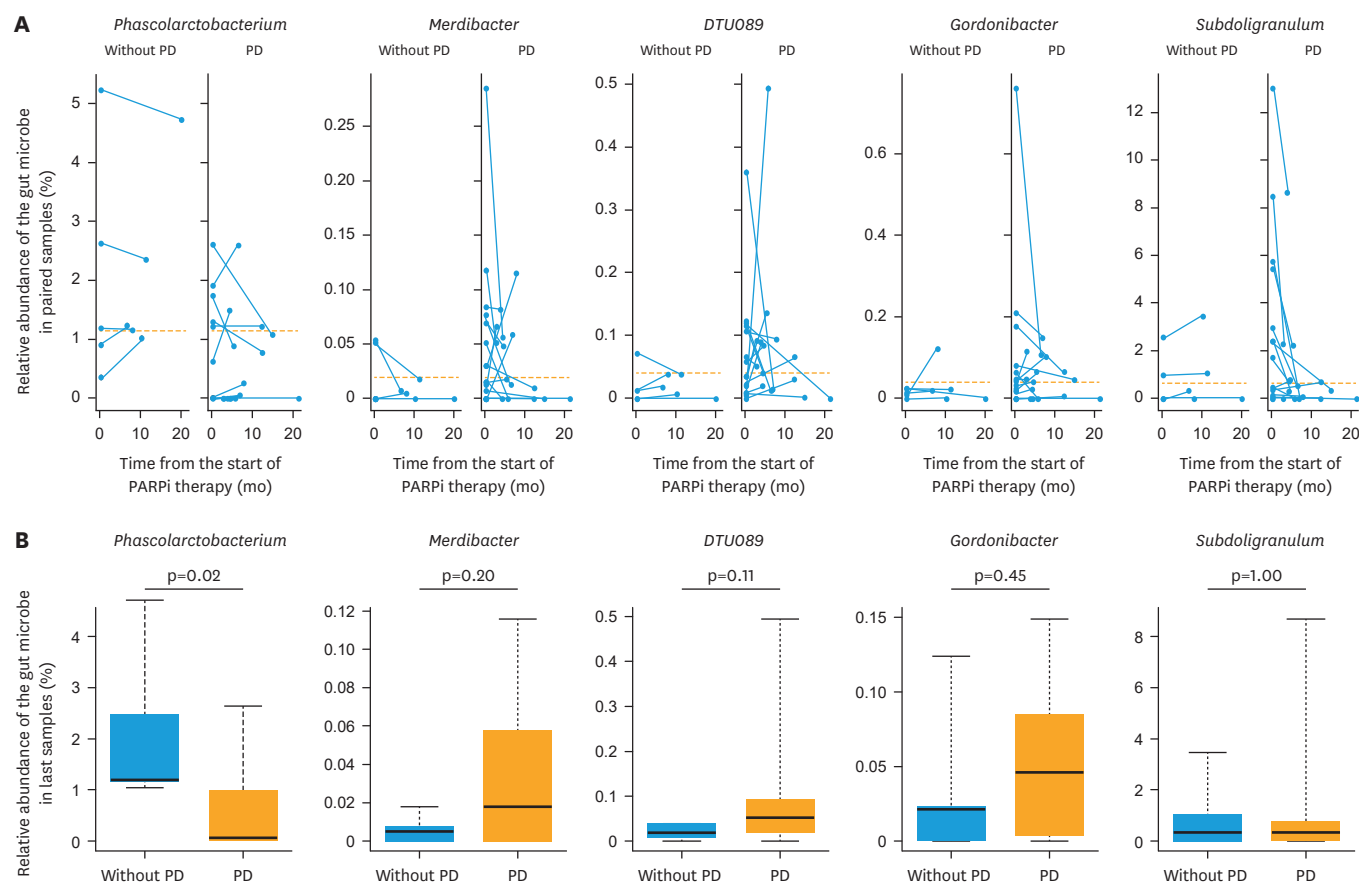 A
Phascolarctobacterium
Merdibacter
DTU089
Gordonibacter
Subdoligranulum
Without PD
PD
Without PD
PD
Without PD
PD
Without PD
PD
Without PD
PD
Relative abundance of the gut microbe
in paired samples (%)
5
4
3
2
1
0
0.25
0.20
0.15
0.10
0.05
0
0.5
0.4
0.3
0.2
0.1
0
0.6
0.4
0.2
0
12
10
8
6
4
2
0
0 10 20
0 10 20
0 10 20
0 10 20
0 10 20
0 10 20
0 10 20
0 10 20
0 10 20
0 10 20
Time from the start of
PARPi therapy (mo)
Time from the start of
PARPi therapy (mo)
Time from the start of
PARPi therapy (mo)
Time from the start of
PARPi therapy (mo)
Time from the start of
PARPi therapy (mo)
B
Phascolarctobacterium
Merdibacter
DTU089
Gordonibacter
Subdoligranulum
p=0.02
p=0.20
p=0.11
p=0.45
p=1.00
Relative abundance of the gut microbe
in last samples (%)
4
3
2
1
0
0.12
0.10
0.08
0.06
0.04
0.02
0
0.5
0.4
0.3
0.2
0.1
0
0.15
0.10
0.05
0
8
6
4
2
0
Without PD
PD
Without PD
PD
Without PD
PD
Without PD
PD
Without PD
PD